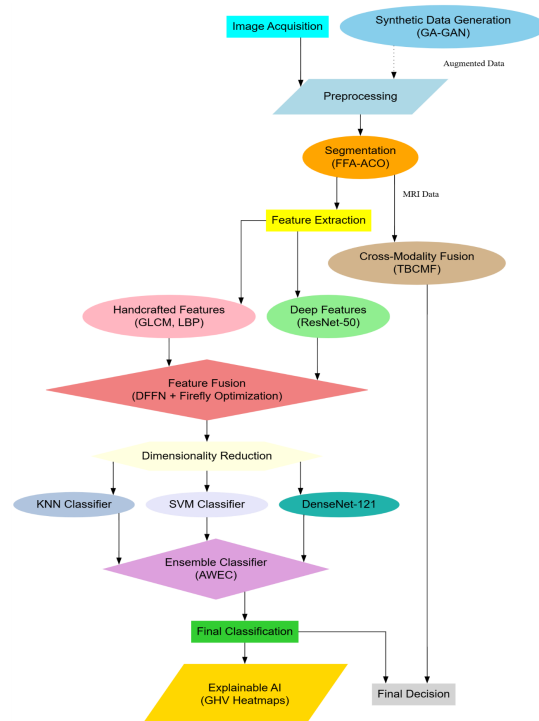 Image Acquisition
Synthetic Data Generation
(GA-GAN)
Augmented Data
Preprocessing
Segmentation
(FFA-ACO)
MRI Data
Feature Extraction
Cross-Modality Fusion
(TBCMF)
Handcrafted Features
(GLCM, LBP)
Deep Features
(ResNet-50)
Feature Fusion
(DFFN + Firefly Optimization)
Dimensionality Reduction
KNN Classifier
SVM Classifier
DenseNet-121
Ensemble Classifier
(AWEC)
Final Classification
Explainable AI
(GHV Heatmaps)
Final Decision